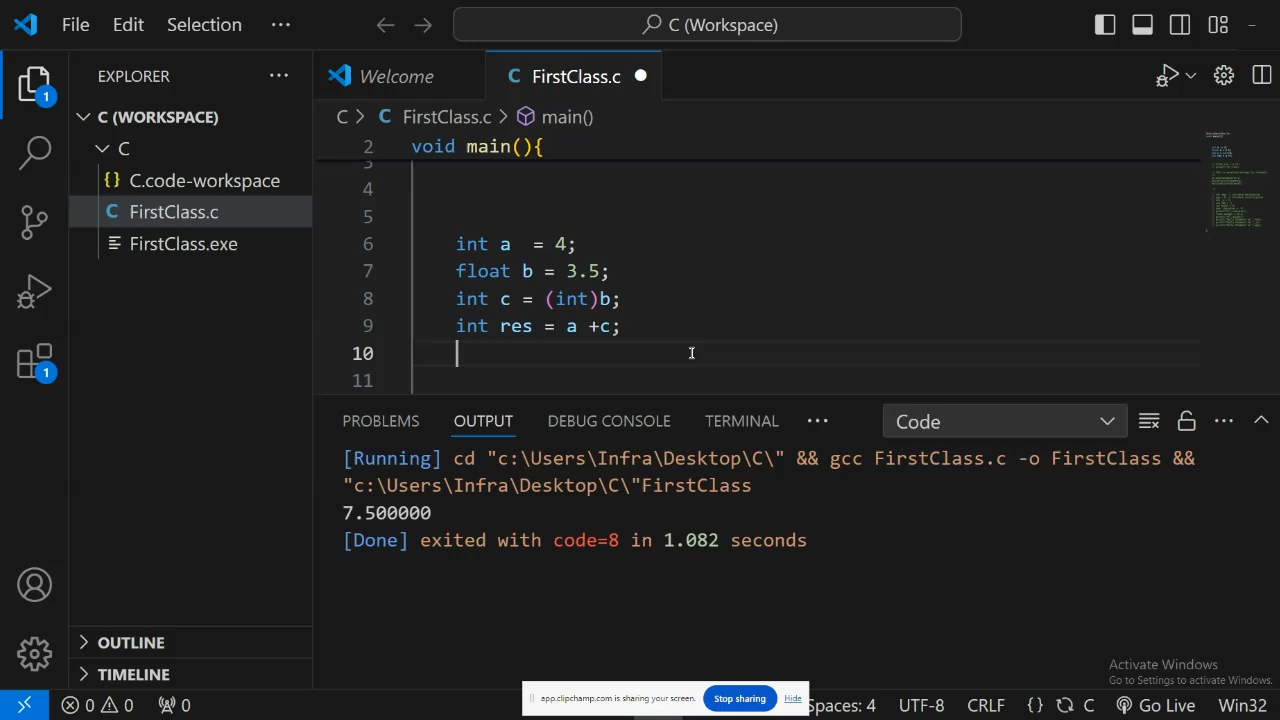 File Edit Selection ··· C (Workspace)
EXPLORER ···
Welcome
C FirstClass.c
C (WORKSPACE)
C
C.code-workspace
C FirstClass.c
FirstClass.exe
C > C FirstClass.c > main()
2 void main(){
3
4
5
6 int a  = 4;
7 float b = 3.5;
8 int c = (int)b;
9 int res = a +c;
10
11
PROBLEMS OUTPUT DEBUG CONSOLE TERMINAL ··· Code
[Running] cd "c:\Users\Infra\Desktop\C\" && gcc FirstClass.c -o FirstClass &&
"c:\Users\Infra\Desktop\C\"FirstClass
7.500000
[Done] exited with code=8 in 1.082 seconds
1
1
OUTLINE
TIMELINE
Activate Windows
Go to Settings to activate Windows.
app.clipchamp.com is sharing your screen. Stop sharing Hide
0 0 0 Spaces: 4 UTF-8 CRLF {} C Go Live Win32